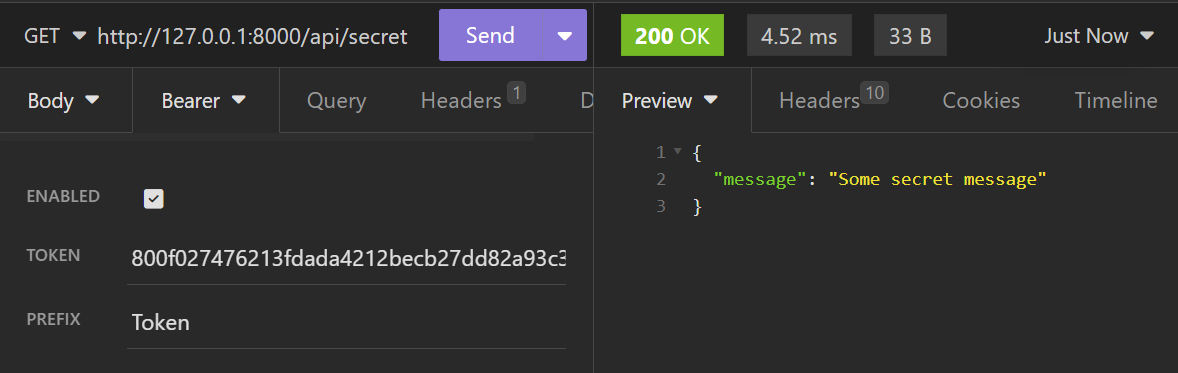 GET http://127.0.0.1:8000/api/secret Send
Body Bearer Query Headers 1 D
ENABLED
TOKEN 800f027476213fdada4212becb27dd82a93c3
PREFIX Token
200 OK 4.52 ms 33 B Just Now
Preview Headers 10 Cookies Timeline
1 {
2 "message": "Some secret message"
3 }